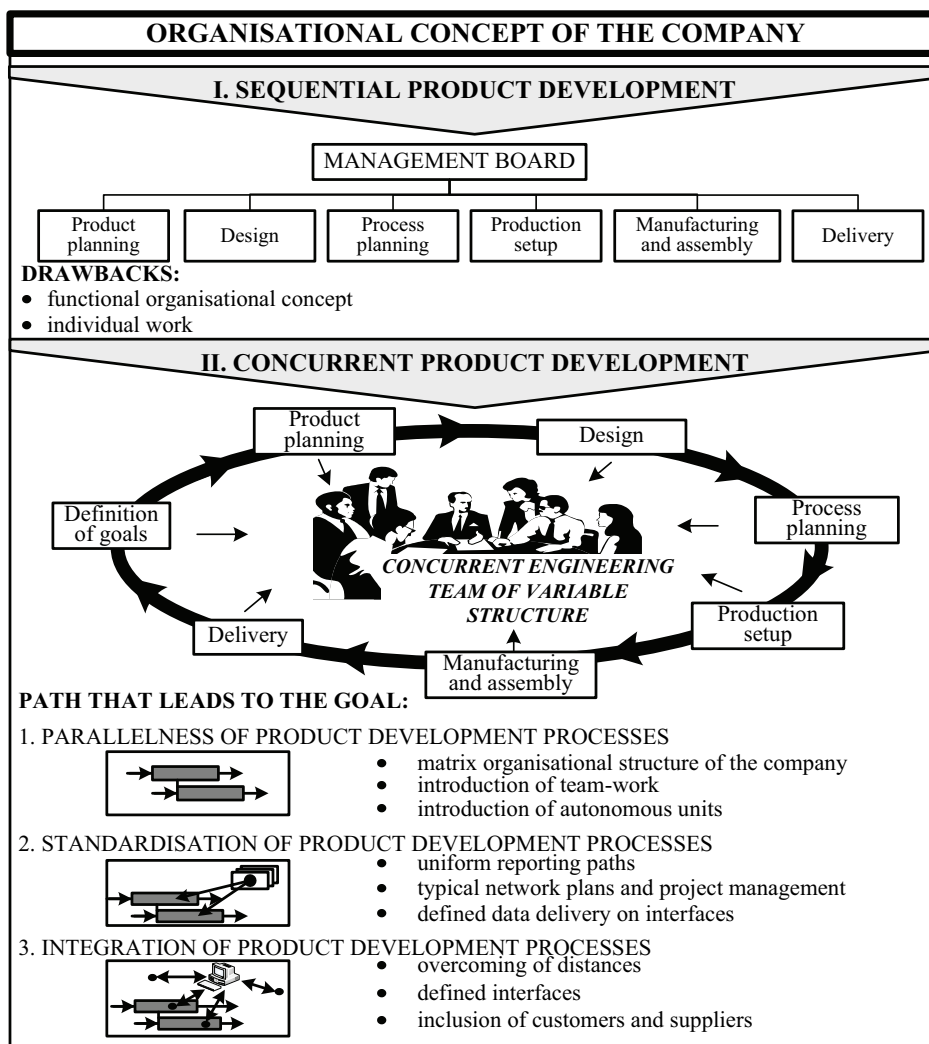 ORGANISATIONAL CONCEPT OF THE COMPANY
I. SEQUENTIAL PRODUCT DEVELOPMENT
MANAGEMENT BOARD
Product
planning
Design
Process
planning
Production
setup
Manufacturing
and assembly
Delivery
DRAWBACKS:
• functional organisational concept
• individual work
II. CONCURRENT PRODUCT DEVELOPMENT
Product
planning
Design
Definition
of goals
Process
planning
CONCURRENT ENGINEERING
TEAM OF VARIABLE
STRUCTURE
Delivery
Production
setup
Manufacturing
and assembly
PATH THAT LEADS TO THE GOAL:
1. PARALLELNESS OF PRODUCT DEVELOPMENT PROCESSES
• matrix organisational structure of the company
• introduction of team-work
• introduction of autonomous units
2. STANDARDISATION OF PRODUCT DEVELOPMENT PROCESSES
• uniform reporting paths
• typical network plans and project management
• defined data delivery on interfaces
3. INTEGRATION OF PRODUCT DEVELOPMENT PROCESSES
• overcoming of distances
• defined interfaces
• inclusion of customers and suppliers